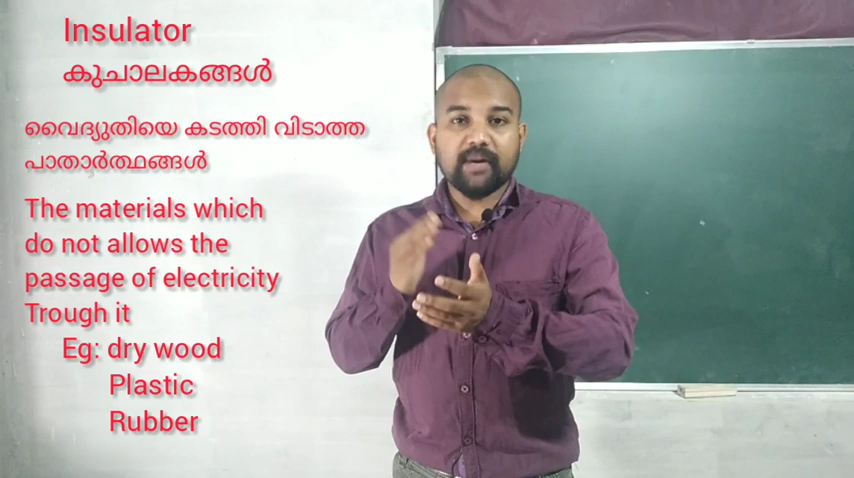 Insulator
കുചാലകങ്ങൾ
വൈദ്യുതിയെ കടത്തി വിടാത്ത
പാതാർത്ഥങ്ങൾ
The materials which
do not allows the
passage of electricity
Trough it
Eg: dry wood
Plastic
Rubber